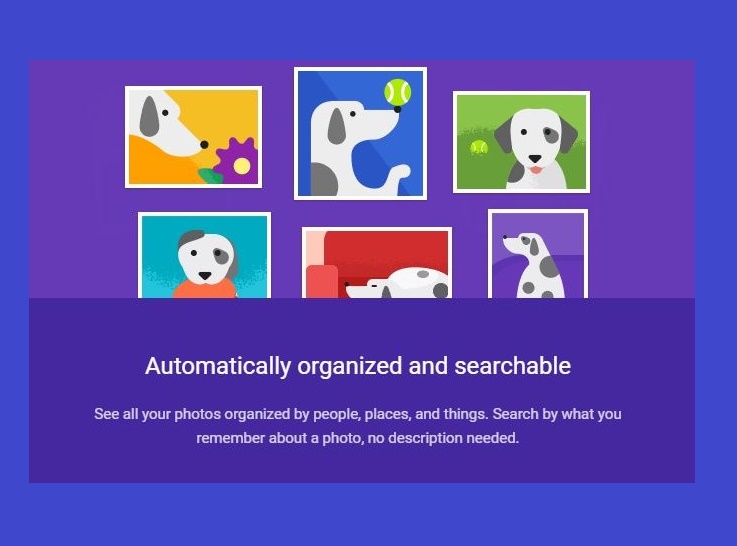 Automatically organized and searchable
See all your photos organized by people, places, and things. Search by what you
remember about a photo, no description needed.